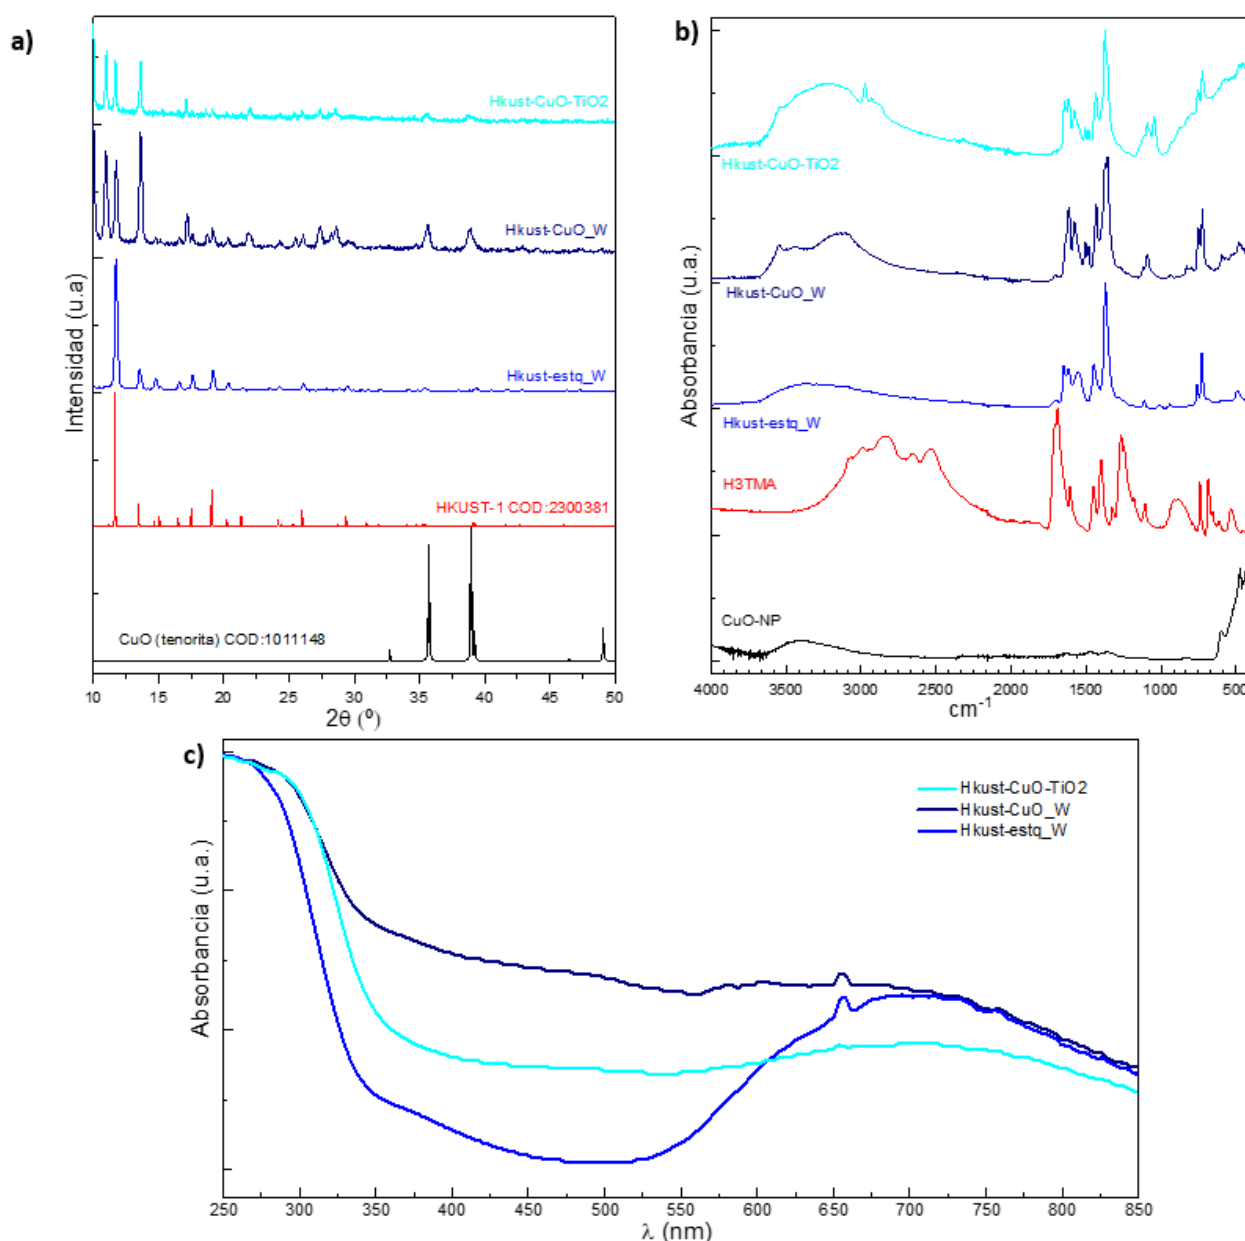 a)
Intensidad (u.a)
Hkust-CuO-TiO2
Hkust-CuO_W
Hkust-estq_W
HKUST-1 COD:2300381
CuO (tenorita) COD:1011148
10 15 20 25 30 35 40 45 50
2θ (º)
b)
Absorbancia (u.a.)
Hkust-CuO-TiO2
Hkust-CuO_W
Hkust-estq_W
H3TMA
CuO-NP
4000 3500 3000 2500 2000 1500 1000 500
cm-1
c)
Absorbancia (u.a.)
Hkust-CuO-TiO2
Hkust-CuO_W
Hkust-estq_W
250 300 350 400 450 500 550 600 650 700 750 800 850
λ (nm)